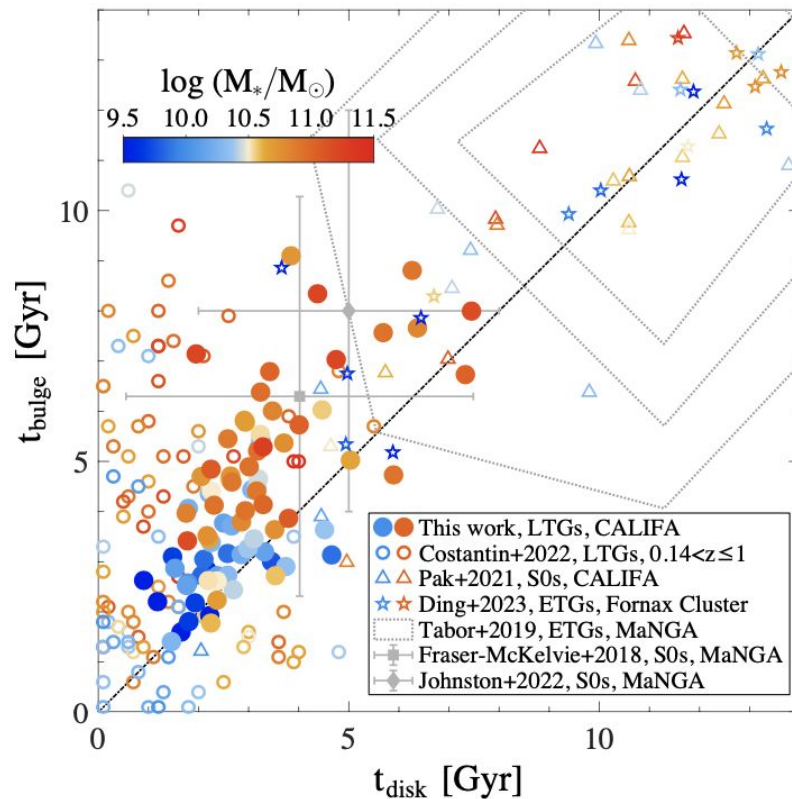 log (M*/M⊙)
9.5 10.0 10.5 11.0 11.5
10
5
0
t_bulge [Gyr]
This work, LTGs, CALIFA
Costantin+2022, LTGs, 0.14<z≤1
Pak+2021, S0s, CALIFA
Ding+2023, ETGs, Fornax Cluster
Tabor+2019, ETGs, MaNGA
Fraser-McKelvie+2018, S0s, MaNGA
Johnston+2022, S0s, MaNGA
0 5 10
t_disk [Gyr]